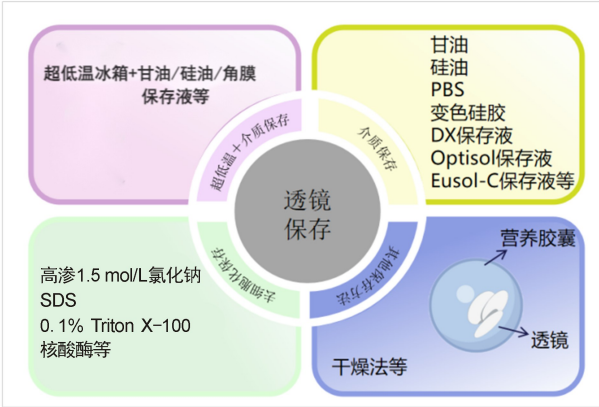 超低温冰箱+甘油/硅油/角膜
保存液等
甘油
硅油
PBS
变色硅胶
DX保存液
Optisol保存液
Eusol-C保存液等
超低温＋介质保存
介质保存
透镜
保存
去细胞化保存
其他保存方法
高渗1.5 mol/L氯化钠
SDS
0. 1% Triton X-100
核酸酶等
营养胶囊
透镜
干燥法等